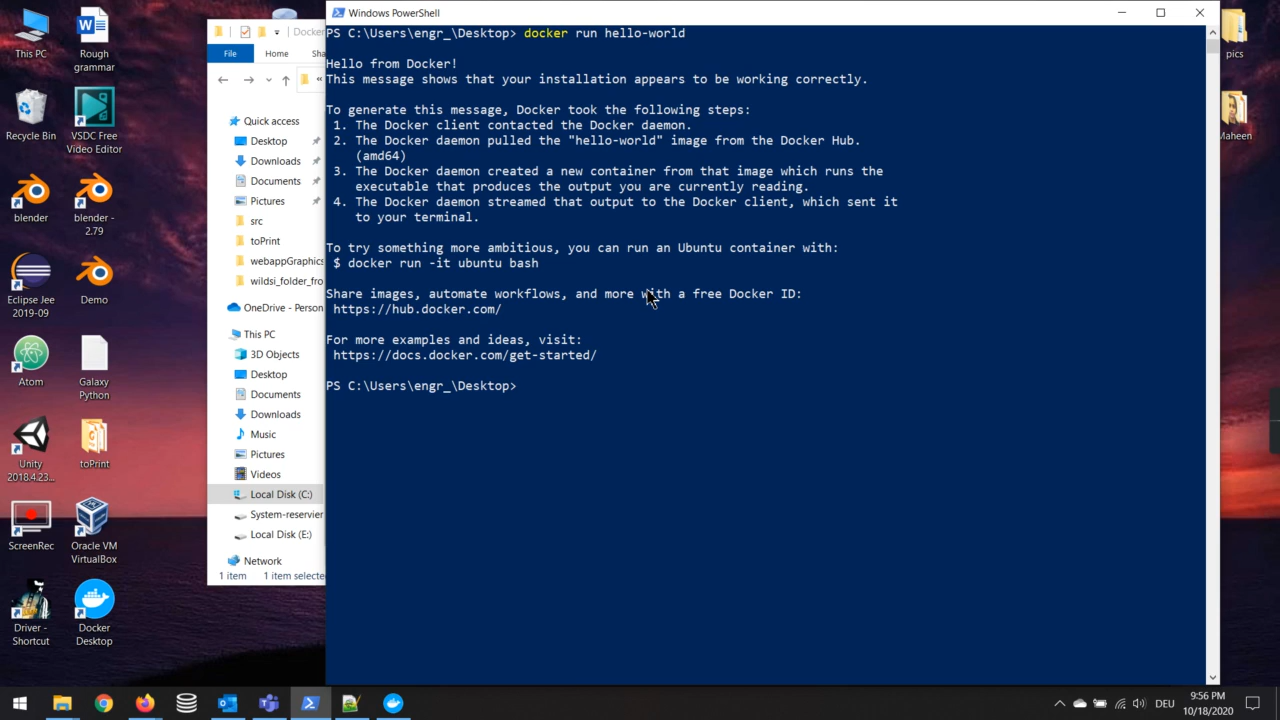 Windows PowerShell
PS C:\Users\engr_\Desktop> docker run hello-world
Hello from Docker!
This message shows that your installation appears to be working correctly.
To generate this message, Docker took the following steps:
1. The Docker client contacted the Docker daemon.
2. The Docker daemon pulled the "hello-world" image from the Docker Hub.
(amd64)
3. The Docker daemon created a new container from that image which runs the
executable that produces the output you are currently reading.
4. The Docker daemon streamed that output to the Docker client, which sent it
to your terminal.
To try something more ambitious, you can run an Ubuntu container with:
$ docker run -it ubuntu bash
Share images, automate workflows, and more with a free Docker ID:
https://hub.docker.com/
For more examples and ideas, visit:
https://docs.docker.com/get-started/
PS C:\Users\engr_\Desktop>
Docker
File
Home
Sha
Quick access
Desktop
Downloads
Documents
Pictures
src
toPrint
webappGraphics
wildsi_folder_fro
OneDrive - Person
This PC
3D Objects
Desktop
Documents
Downloads
Music
Pictures
Videos
Local Disk (C:)
System-reservier
Local Disk (E:)
Network
1 item
1 item selecte
This PC
Rough
grammar
Recycle Bin
VSDC Free
Video Editor
blender
blender -
2.79
Eclipse Jee
2019-09
Demo
Atom
Galaxy
Python
Unity
2018.4.23...
toPrint
ScreenRec
Oracle VM
VirtualBox
Driver -
Shortcut
Docker
Desktop
pics
Maheen
DEU
9:56 PM
10/18/2020